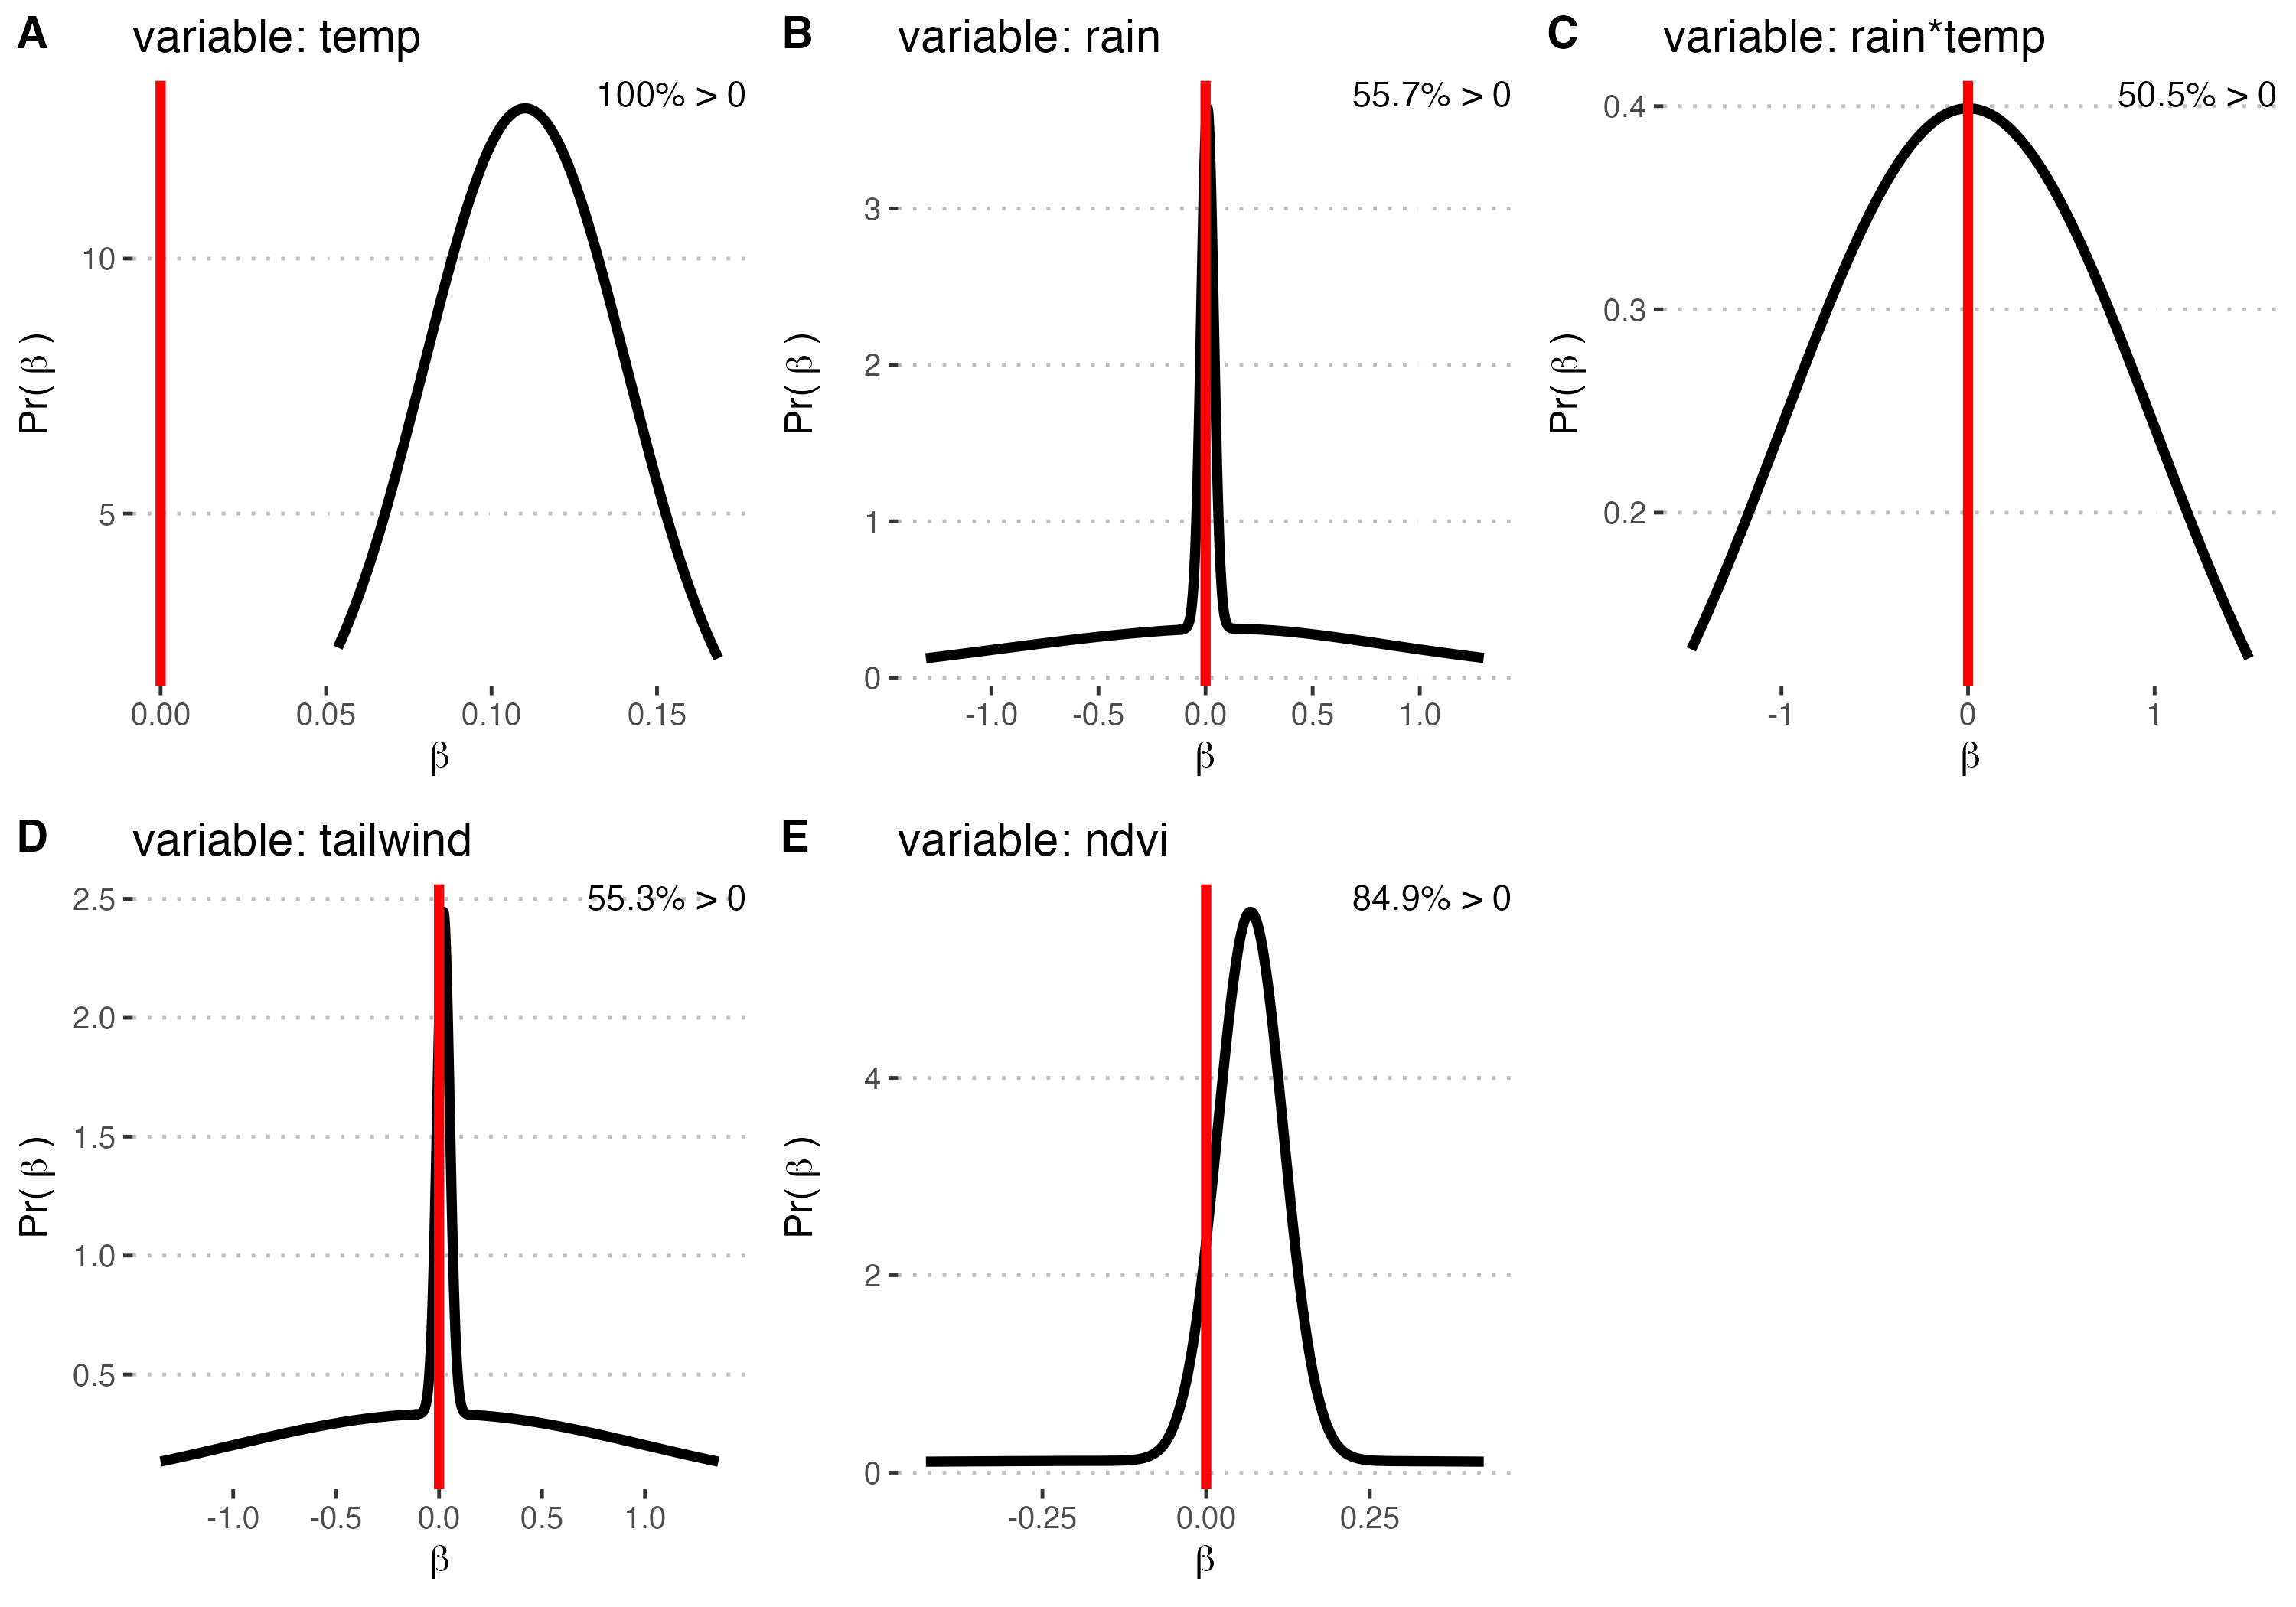 A variable: temp
100% > 0
10
5
Pr( β )
0.00 0.05 0.10 0.15
β
B variable: rain
55.7% > 0
3
2
1
0
Pr( β )
-1.0 -0.5 0.0 0.5 1.0
β
C variable: rain*temp
50.5% > 0
0.4
0.3
0.2
Pr( β )
-1 0 1
β
D variable: tailwind
55.3% > 0
2.5
2.0
1.5
1.0
0.5
Pr( β )
-1.0 -0.5 0.0 0.5 1.0
β
E variable: ndvi
84.9% > 0
4
2
0
Pr( β )
-0.25 0.00 0.25
β